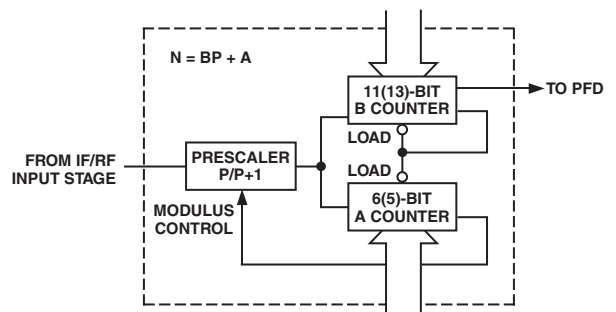 N = BP + A
11(13)-BIT
B COUNTER
TO PFD
LOAD
FROM IF/RF
INPUT STAGE
PRESCALER
P/P+1
LOAD
MODULUS
CONTROL
6(5)-BIT
A COUNTER